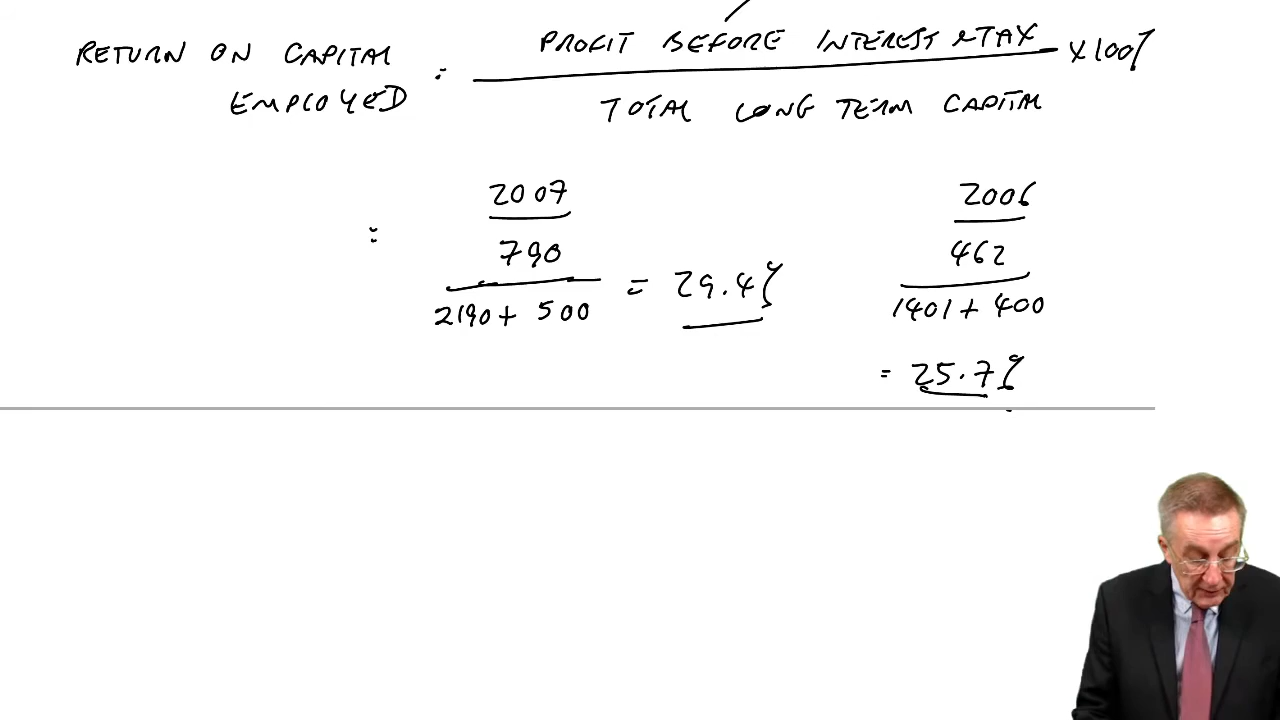 PROFIT BEFORE INTEREST & TAX
RETURN ON CAPITAL = ×100%
EMPLOYED TOTAL LONG TERM CAPITAL
2007 2006
= 790 462
2190 + 500 = 29.4% 1401 + 400
= 25.7%